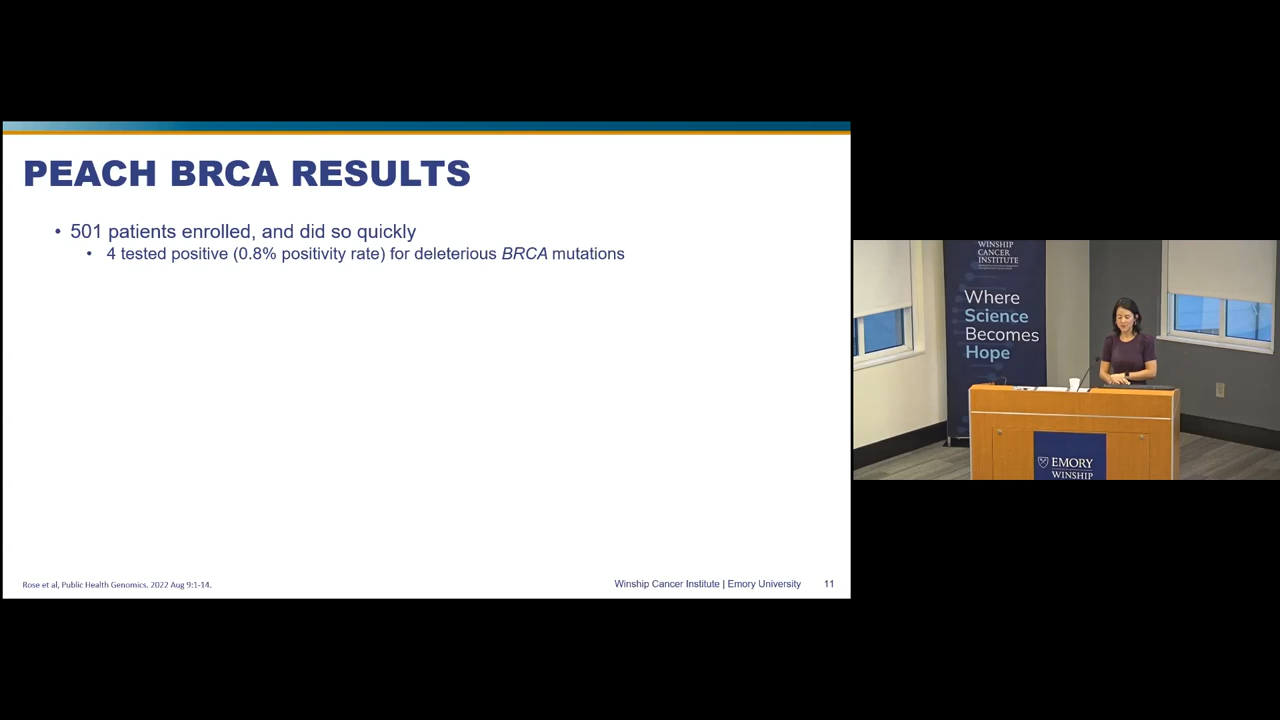 PEACH BRCA RESULTS
• 501 patients enrolled, and did so quickly
• 4 tested positive (0.8% positivity rate) for deleterious BRCA mutations
Rose et al, Public Health Genomics. 2022 Aug 9:1-14.
Winship Cancer Institute | Emory University 11
WINSHIP
CANCER
INSTITUTE
Where
Science
Becomes
Hope
EMORY
WINSHIP